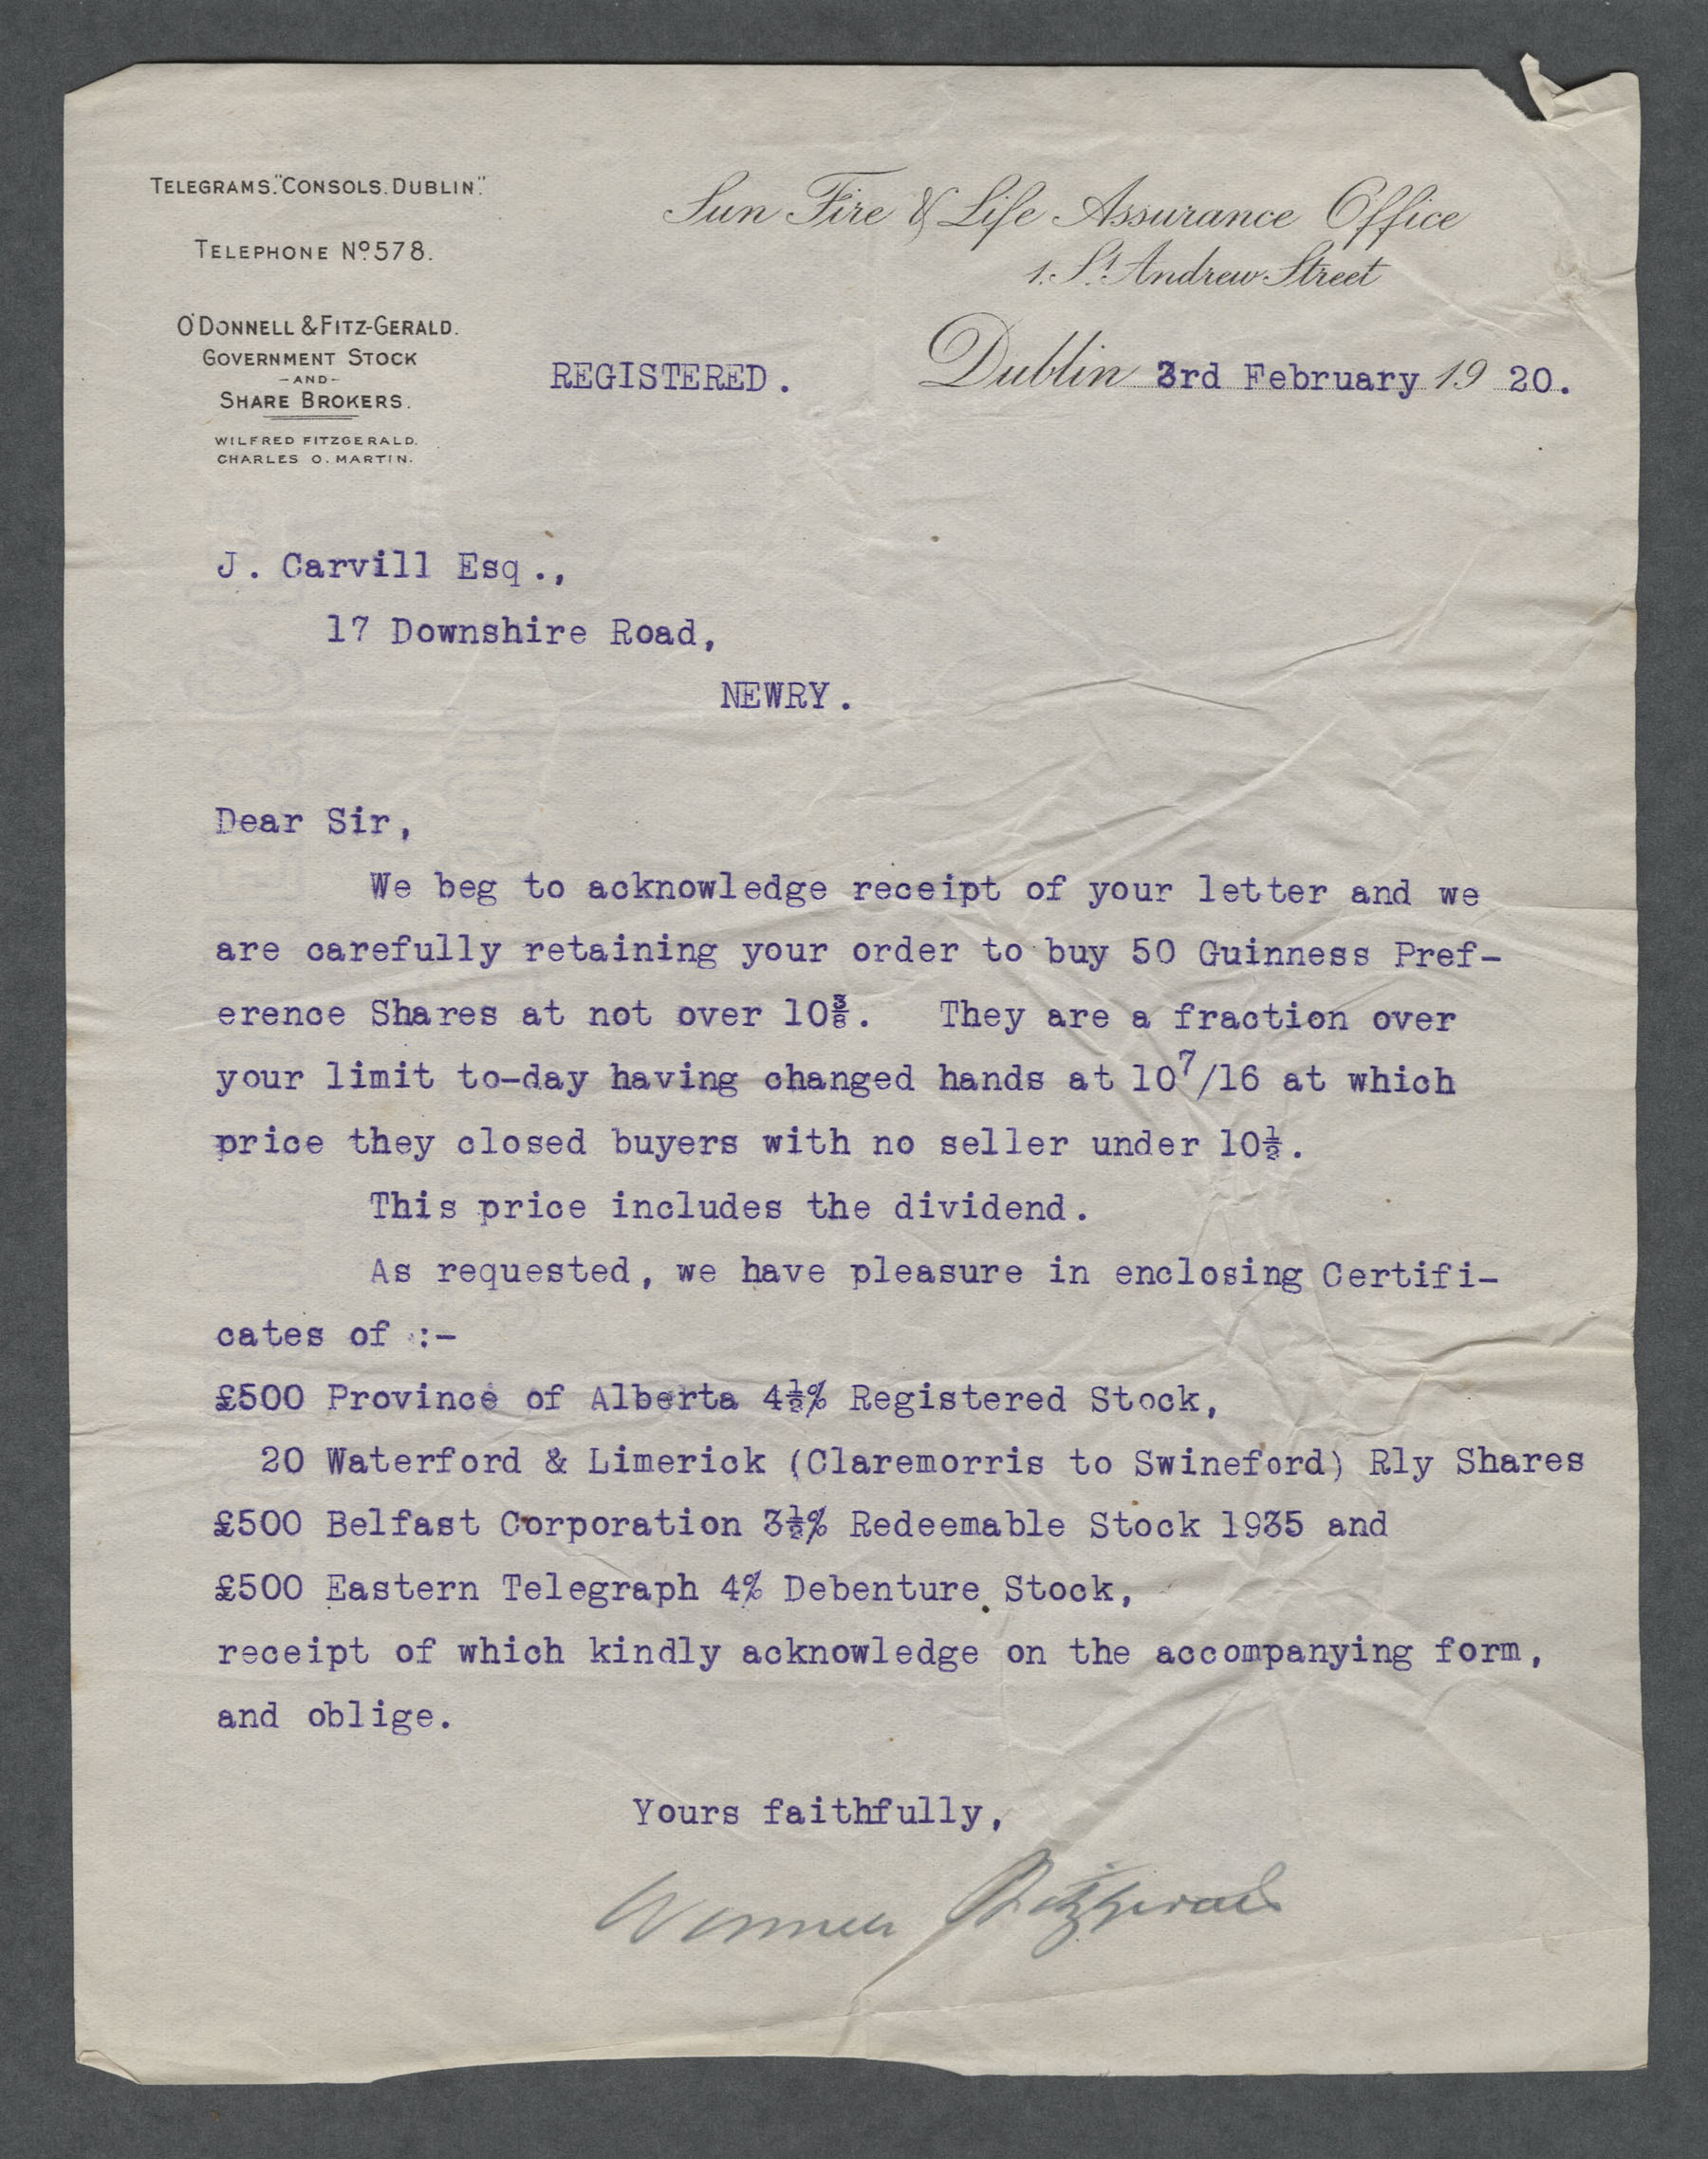 TELEGRAMS. "CONSOLS. DUBLIN."
TELEPHONE Nº 578.
O'DONNELL & FITZ-GERALD.
GOVERNMENT STOCK
-AND-
SHARE BROKERS.
WILFRED FITZGERALD.
CHARLES O. MARTIN.
Sun Fire & Life Assurance Office
1. St. Andrew Street
REGISTERED.
Dublin 3rd February 19 20.
J. Carvill Esq.,
17 Downshire Road,
NEWRY.
Dear Sir,
We beg to acknowledge receipt of your letter and we
are carefully retaining your order to buy 50 Guinness Pref-
erence Shares at not over 10⅜. They are a fraction over
your limit to-day having changed hands at 10 7/16 at which
price they closed buyers with no seller under 10½.
This price includes the dividend.
As requested, we have pleasure in enclosing Certifi-
cates of :-
£500 Province of Alberta 4½% Registered Stock,
20 Waterford & Limerick (Claremorris to Swineford) Rly Shares
£500 Belfast Corporation 3½% Redeemable Stock 1935 and
£500 Eastern Telegraph 4% Debenture Stock,
receipt of which kindly acknowledge on the accompanying form,
and oblige.
Yours faithfully,
Fitzgerald